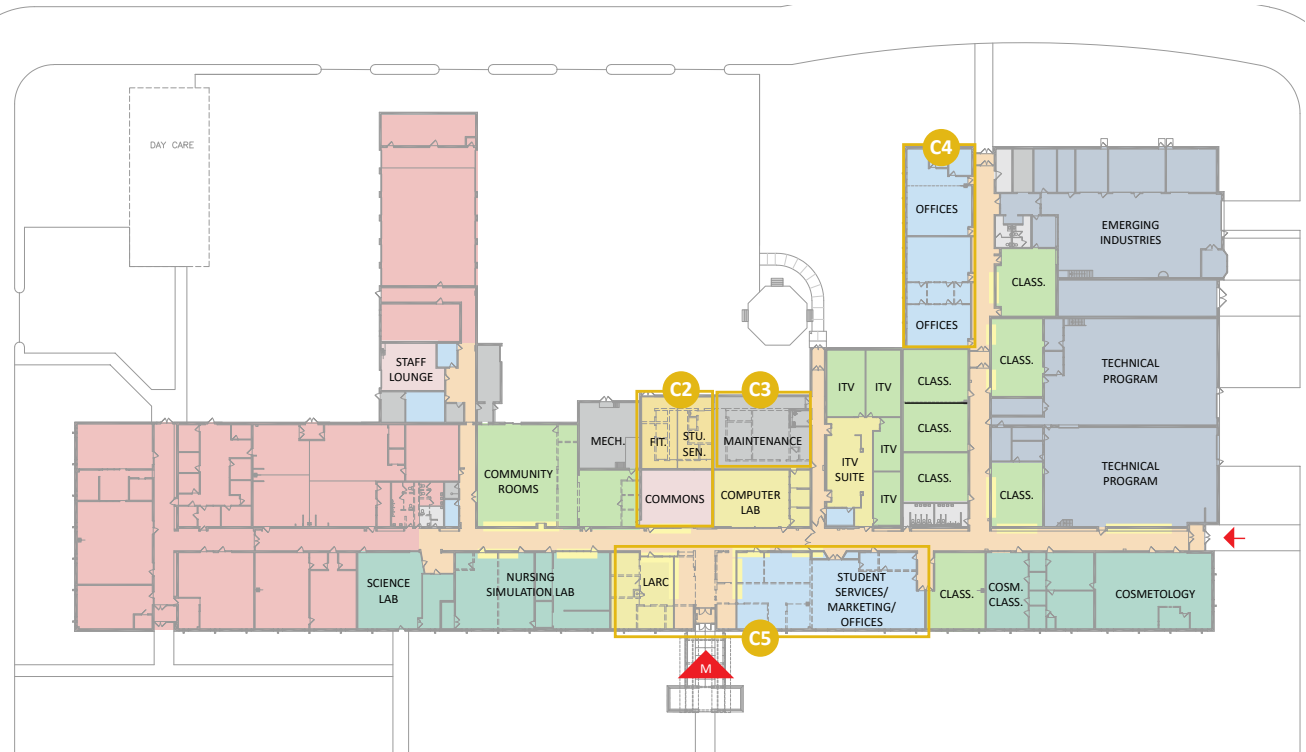 DAY CARE
C4
OFFICES
OFFICES
EMERGING
INDUSTRIES
CLASS.
CLASS.
TECHNICAL
PROGRAM
CLASS.
TECHNICAL
PROGRAM
STAFF
LOUNGE
C2
C3
ITV
ITV
CLASS.
CLASS.
CLASS.
ITV
ITV
SUITE
ITV
MECH.
FIT.
STU.
SEN.
MAINTENANCE
COMMUNITY
ROOMS
COMMONS
COMPUTER
LAB
SCIENCE
LAB
NURSING
SIMULATION LAB
LARC
STUDENT
SERVICES/
MARKETING/
OFFICES
CLASS.
COSM.
CLASS.
COSMETOLOGY
C5
M